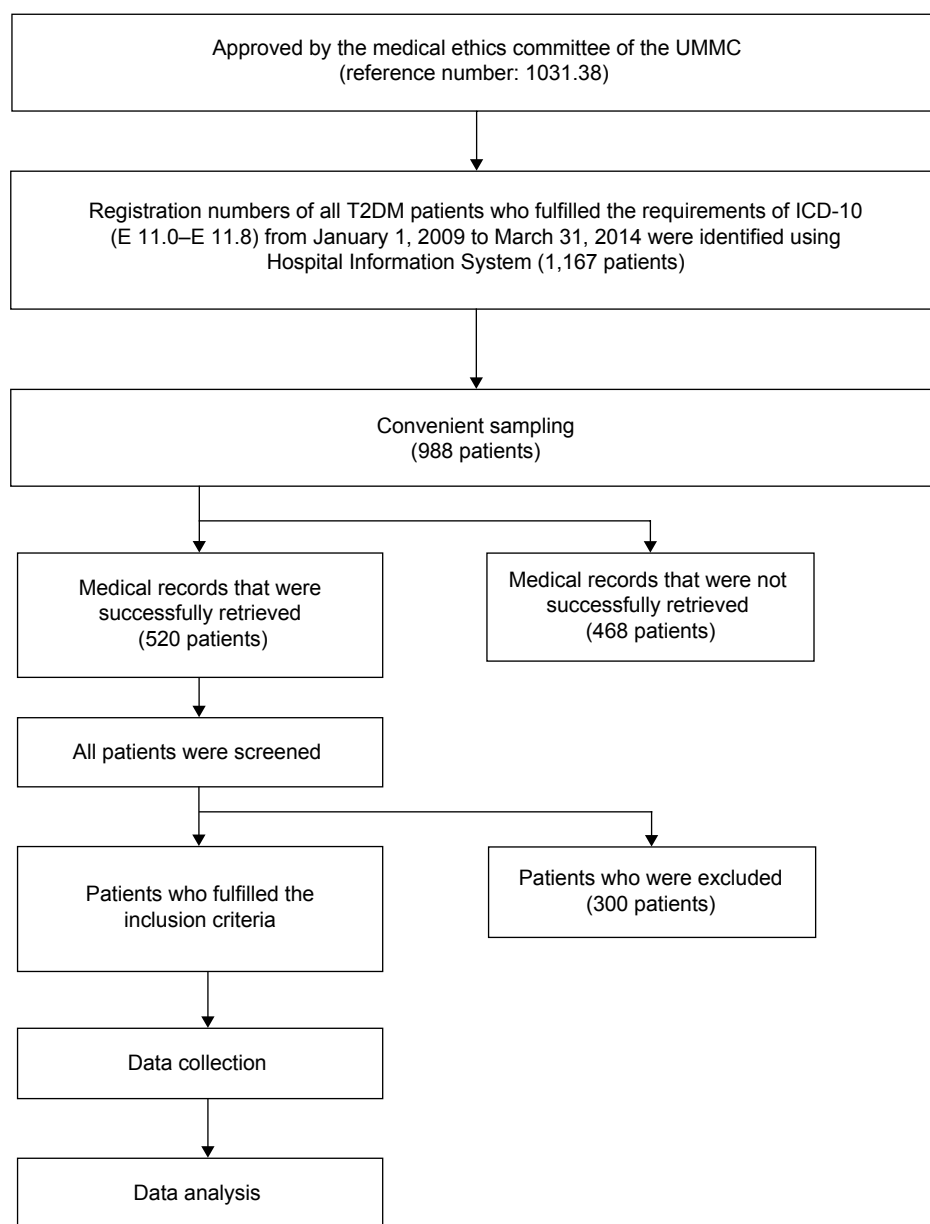 Approved by the medical ethics committee of the UMMC
(reference number: 1031.38)
Registration numbers of all T2DM patients who fulfilled the requirements of ICD-10
(E 11.0–E 11.8) from January 1, 2009 to March 31, 2014 were identified using
Hospital Information System (1,167 patients)
Convenient sampling
(988 patients)
Medical records that were
successfully retrieved
(520 patients)
Medical records that were not
successfully retrieved
(468 patients)
All patients were screened
Patients who fulfilled the
inclusion criteria
Patients who were excluded
(300 patients)
Data collection
Data analysis